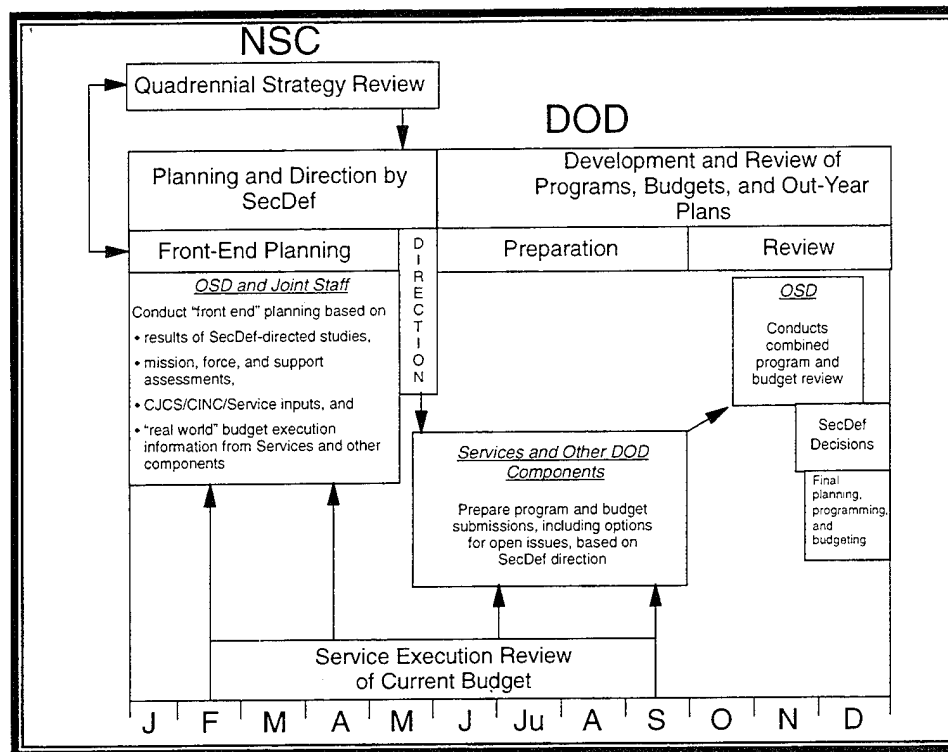 NSC
Quadrennial Strategy Review
DOD
Planning and Direction by
SecDef
Development and Review of
Programs, Budgets, and Out-Year
Plans
Front-End Planning
DIRECTION
Preparation
Review
OSD and Joint Staff
Conduct "front end" planning based on
• results of SecDef-directed studies,
• mission, force, and support
assessments,
• CJCS/CINC/Service inputs, and
• "real world" budget execution
information from Services and other
components
OSD
Conducts
combined
program and
budget review
SecDef
Decisions
Final
planning,
programming,
and
budgeting
Services and Other DOD
Components
Prepare program and budget
submissions, including options
for open issues, based on
SecDef direction
Service Execution Review
of Current Budget
J F M A M J Ju A S O N D